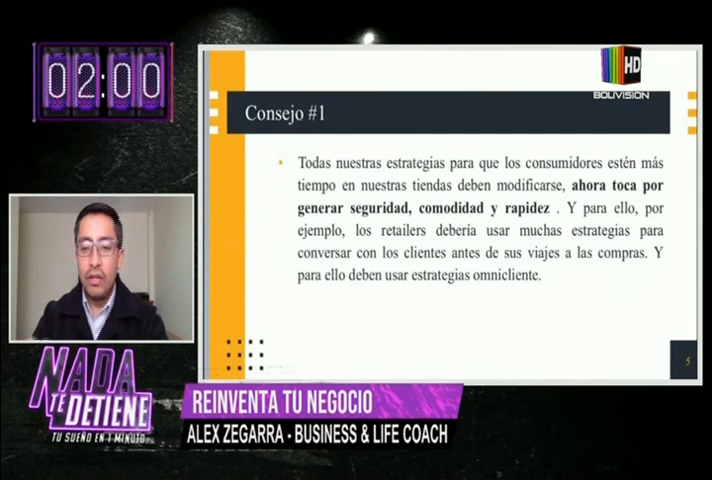 02:00
HD
BOLIVISION
Consejo #1
Todas nuestras estrategias para que los consumidores estén más
tiempo en nuestras tiendas deben modificarse, ahora toca por
generar seguridad, comodidad y rapidez . Y para ello, por
ejemplo, los retailers debería usar muchas estrategias para
conversar con los clientes antes de sus viajes a las compras. Y
para ello deben usar estrategias omnicliente.
5
NADA
TE
DETIENE
TU SUEÑO EN 1 MINUTO
REINVENTA TU NEGOCIO
ALEX ZEGARRA - BUSINESS & LIFE COACH